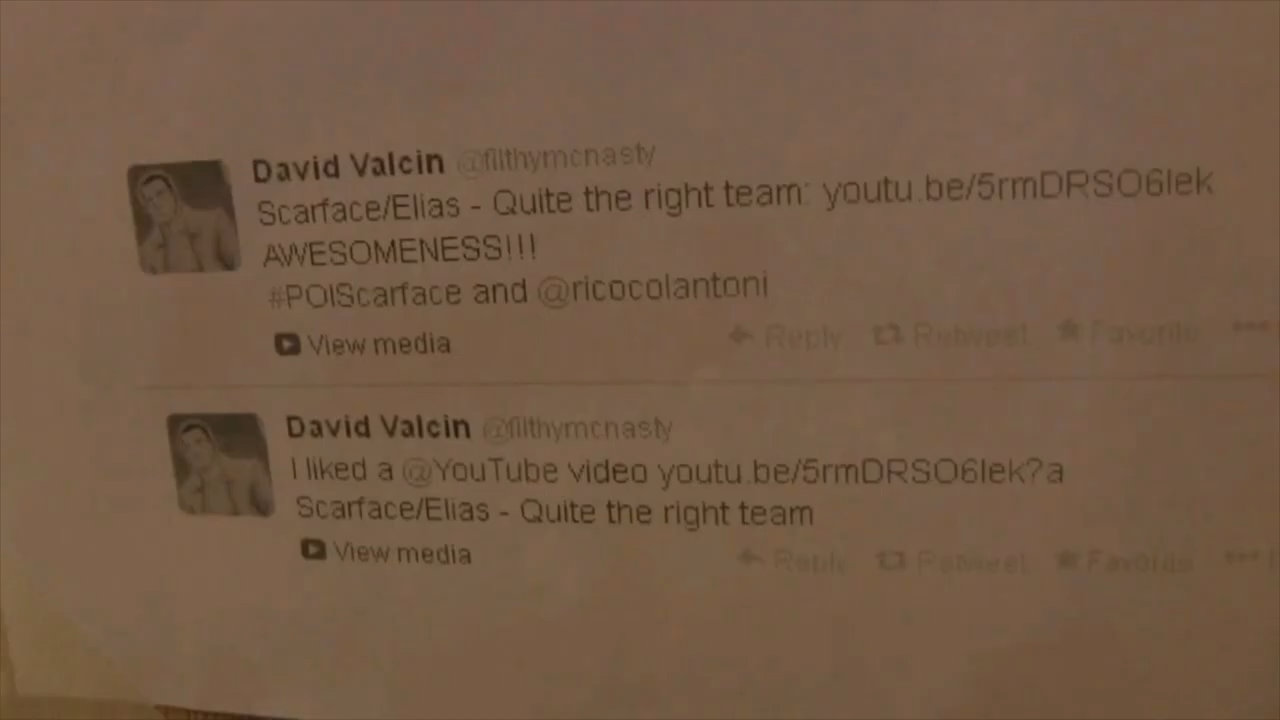 David Valcin @filthymcnasty
Scarface/Elias - Quite the right team: youtu.be/5rmDRSO6lek
AWESOMENESS!!!
#POIScarface and @ricocolantoni
View media Reply Retweet Favorite •••
David Valcin @filthymcnasty
I liked a @YouTube video youtu.be/5rmDRSO6lek?a
Scarface/Elias - Quite the right team
View media Reply Retweet Favorite •••